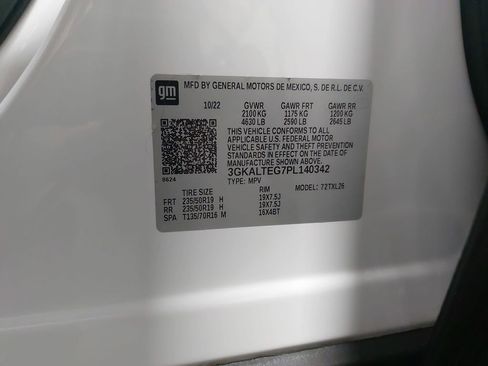 gm
MFD BY GENERAL MOTORS DE MEXICO, S. DE R.L. DE C.V.
10/22 GVWR GAWR FRT GAWR RR
2100 KG 1175 KG 1200 KG
4630 LB 2590 LB 2645 LB
THIS VEHICLE CONFORMS TO ALL
APPLICABLE U.S. FEDERAL MOTOR
VEHICLE SAFETY AND THEFT PREVENTION
STANDARDS IN EFFECT ON THE DATE OF
MANUFACTURE SHOWN ABOVE.
3GKALTEG7PL140342
8624 TYPE: MPV MODEL: 72TXL26
TIRE SIZE RIM
FRT 235/50R19 H 19X7.5J
RR 235/50R19 H 19X7.5J
SPA T135/70R16 M 16X4BT